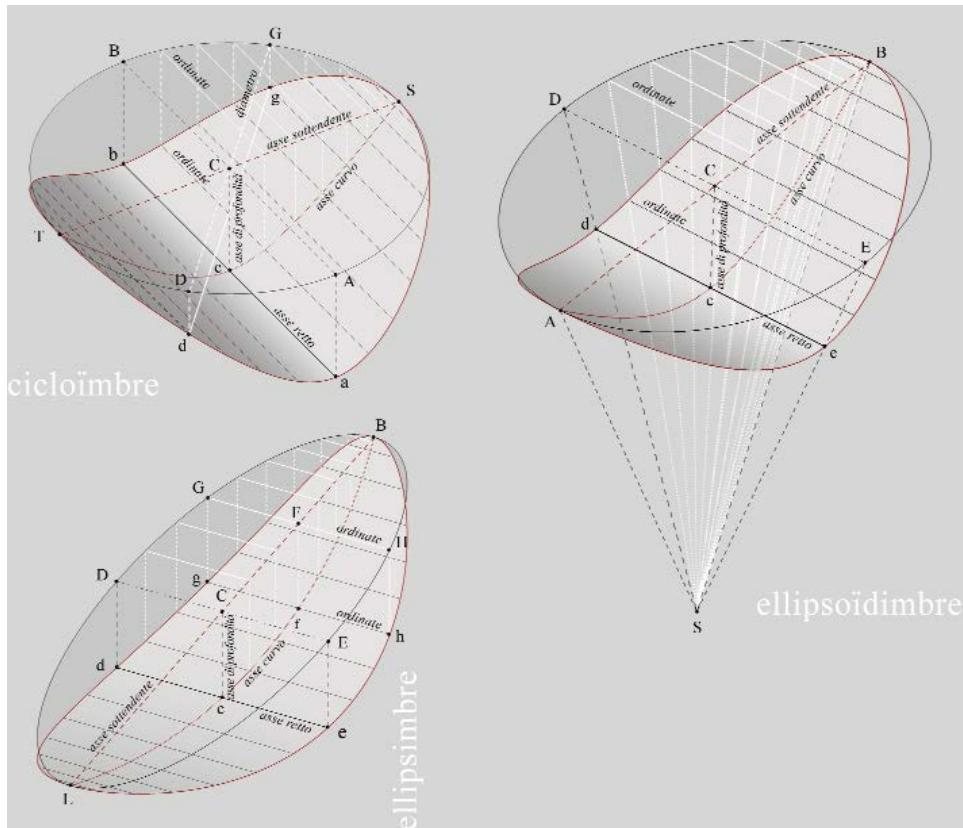 B
G
ordinate
diametro
g
S
asse sottendente
b
ordinate
C
asse curvo
asse di profondità
T
D
c
A
asse retto
d
a
cicloïmbre
B
D
ordinate
asse sottendente
C
asse curvo
ordinate
d
asse di profondità
E
c
A
asse retto
e
S
ellipsoïdimbre
B
G
F
ordinate
H
D
g
C
f
ordinate
h
E
asse di profondità
asse curvo
d
asse sottendente
c
asse retto
e
L
ellipsimbre